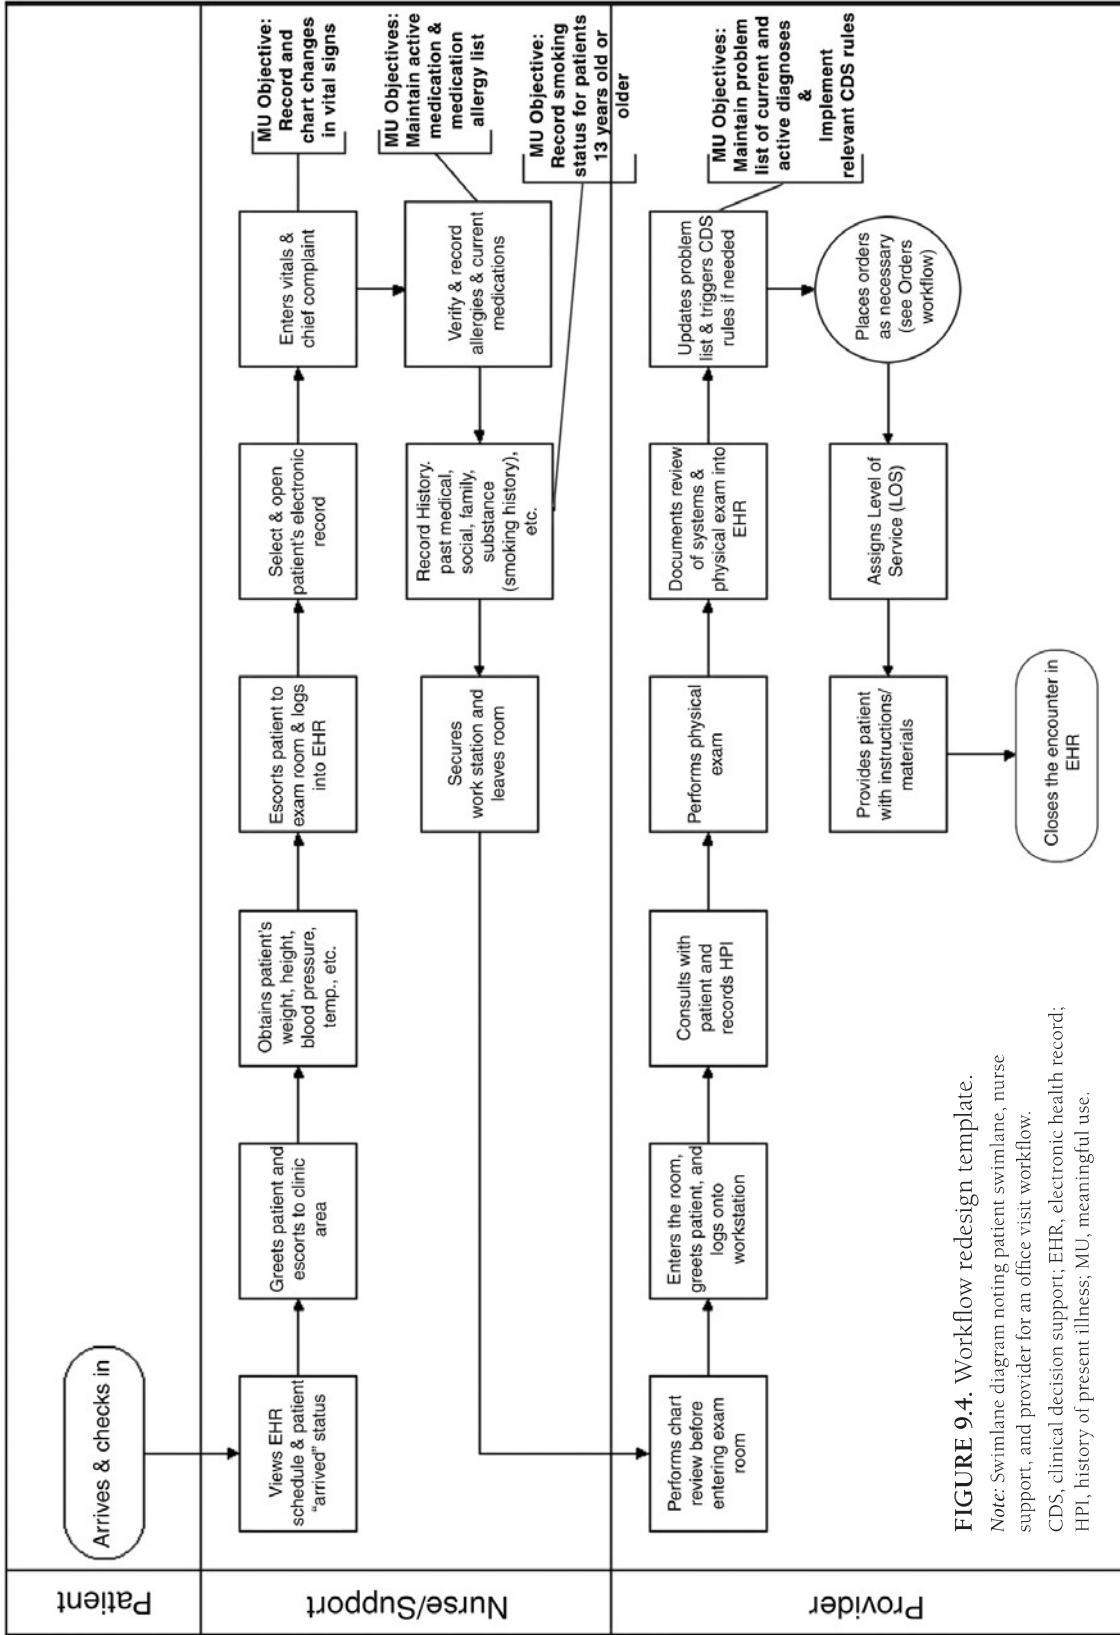 Patient
Arrives & checks in
Nurse/Support
Views EHR
schedule & patient
"arrived" status
Greets patient and
escorts to clinic
area
Obtains patient's
weight, height,
blood pressure,
temp., etc.
Escorts patient to
exam room & logs
into EHR
Select & open
patient's electronic
record
Enters vitals &
chief complaint
MU Objective:
Record and
chart changes
in vital signs
Verify & record
allergies & current
medications
MU Objectives:
Maintain active
medication &
medication
allergy list
Record History.
past medical,
social, family,
substance
(smoking history),
etc.
MU Objective:
Record smoking
status for patients
13 years old or
older
Secures
work station and
leaves room
Provider
Performs chart
review before
entering exam
room
Enters the room,
greets patient, and
logs onto
workstation
Consults with
patient and
records HPI
Performs physical
exam
Documents review
of systems &
physical exam into
EHR
Updates problem
list & triggers CDS
rules if needed
MU Objectives:
Maintain problem
list of current and
active diagnoses
&
Implement
relevant CDS rules
Places orders
as necessary
(see Orders
workflow)
Assigns Level of
Service (LOS)
Provides patient
with instructions/
materials
Closes the encounter in
EHR
FIGURE 9.4. Workflow redesign template.
Note: Swimlane diagram noting patient swimlane, nurse
support, and provider for an office visit workflow.
CDS, clinical decision support; EHR, electronic health record;
HPI, history of present illness; MU, meaningful use.